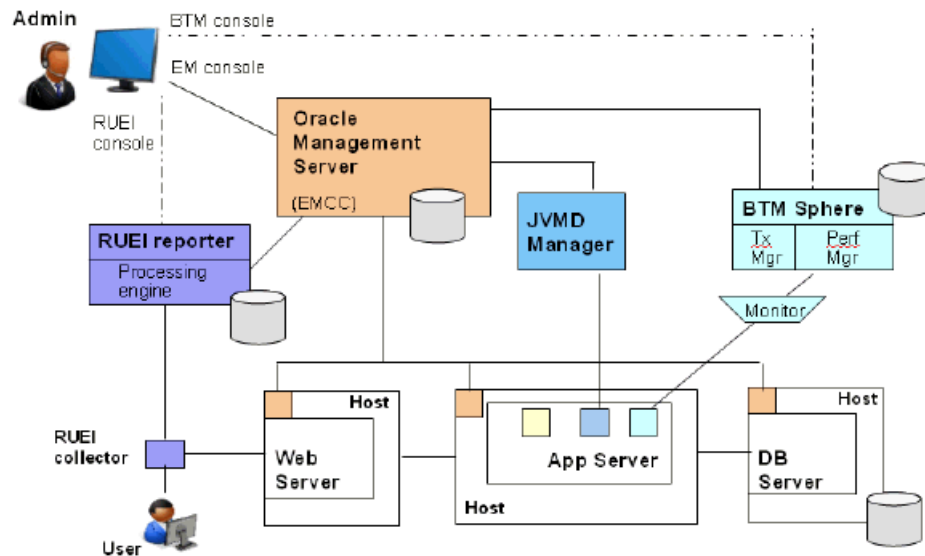 Admin
BTM console
EM console
RUEI
console
Oracle
Management
Server
(EMCC)
RUEI reporter
Processing
engine
JVMD
Manager
BTM Sphere
Tx
Mgr
Perf
Mgr
Monitor
Host
Web
Server
App Server
Host
Host
DB
Server
RUEI
collector
User